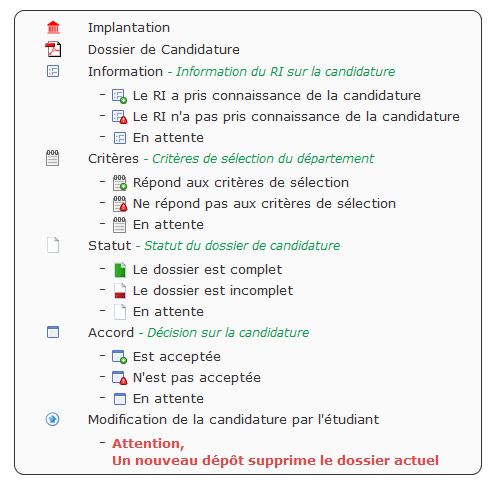 Implantation
Dossier de Candidature
Information - Information du RI sur la candidature
- Le RI a pris connaissance de la candidature
- Le RI n'a pas pris connaissance de la candidature
- En attente
Critères - Critères de sélection du département
- Répond aux critères de sélection
- Ne répond pas aux critères de sélection
- En attente
Statut - Statut du dossier de candidature
- Le dossier est complet
- Le dossier est incomplet
- En attente
Accord - Décision sur la candidature
- Est acceptée
- N'est pas acceptée
- En attente
Modification de la candidature par l'étudiant
- Attention,
Un nouveau dépôt supprime le dossier actuel